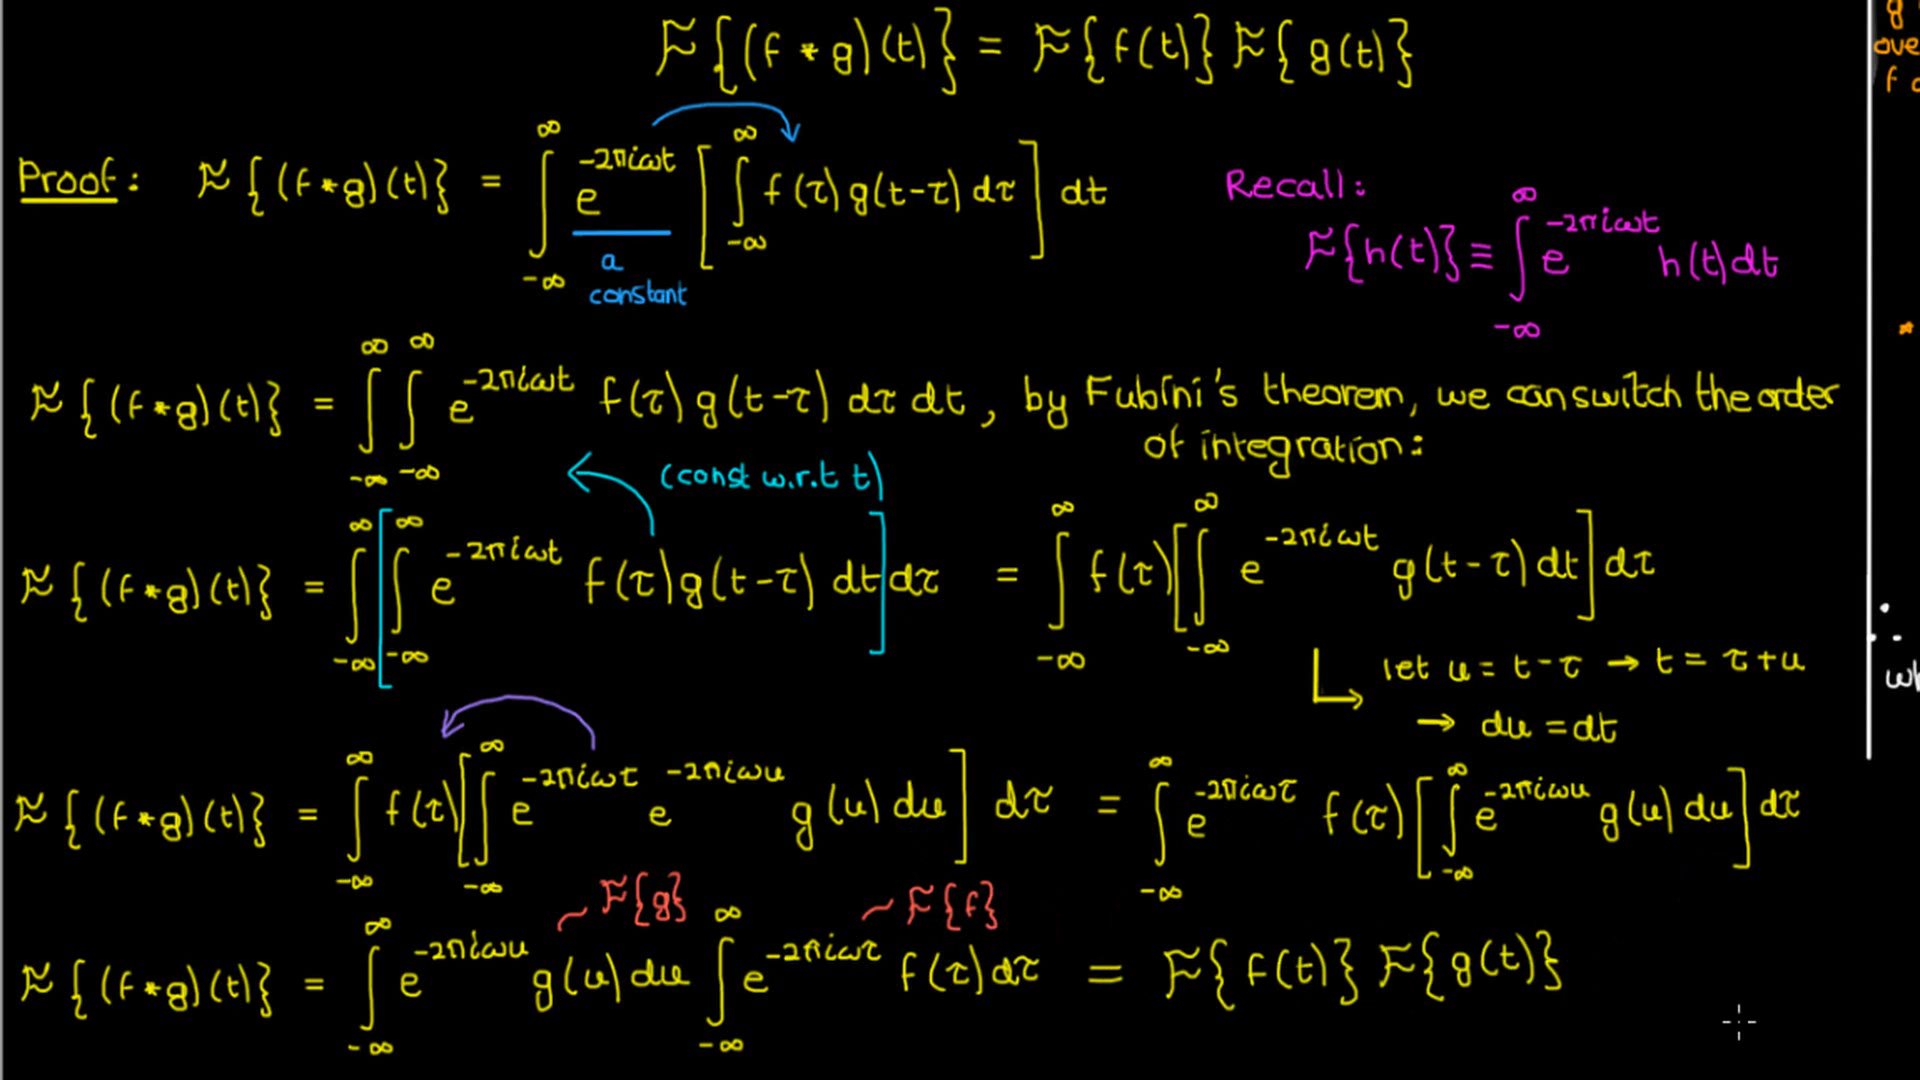 ℱ{(f * g)(t)} = ℱ{f(t)} ℱ{g(t)}
Proof: ℱ{(f * g)(t)} = ∫_{-∞}^{∞} e^{-2πiωt} [∫_{-∞}^{∞} f(τ) g(t-τ) dτ] dt
a
constant
Recall:
ℱ{h(t)} ≡ ∫_{-∞}^{∞} e^{-2πiωt} h(t) dt
ℱ{(f * g)(t)} = ∫_{-∞}^{∞} ∫_{-∞}^{∞} e^{-2πiωt} f(τ) g(t-τ) dτ dt, by Fubini's theorem, we can switch the order
of integration:
(const w.r.t t)
ℱ{(f * g)(t)} = ∫_{-∞}^{∞} [∫_{-∞}^{∞} e^{-2πiωt} f(τ) g(t-τ) dt] dτ = ∫_{-∞}^{∞} f(τ) [∫_{-∞}^{∞} e^{-2πiωt} g(t-τ) dt] dτ
let u = t-τ → t = τ+u
→ du = dt
ℱ{(f * g)(t)} = ∫_{-∞}^{∞} f(τ) [∫_{-∞}^{∞} e^{-2πiωτ} e^{-2πiωu} g(u) du] dτ = ∫_{-∞}^{∞} e^{-2πiωτ} f(τ) [∫_{-∞}^{∞} e^{-2πiωu} g(u) du] dτ
~ ℱ{g} ~ ℱ{f}
ℱ{(f * g)(t)} = ∫_{-∞}^{∞} e^{-2πiωu} g(u) du ∫_{-∞}^{∞} e^{-2πiωτ} f(τ) dτ = ℱ{f(t)} ℱ{g(t)}